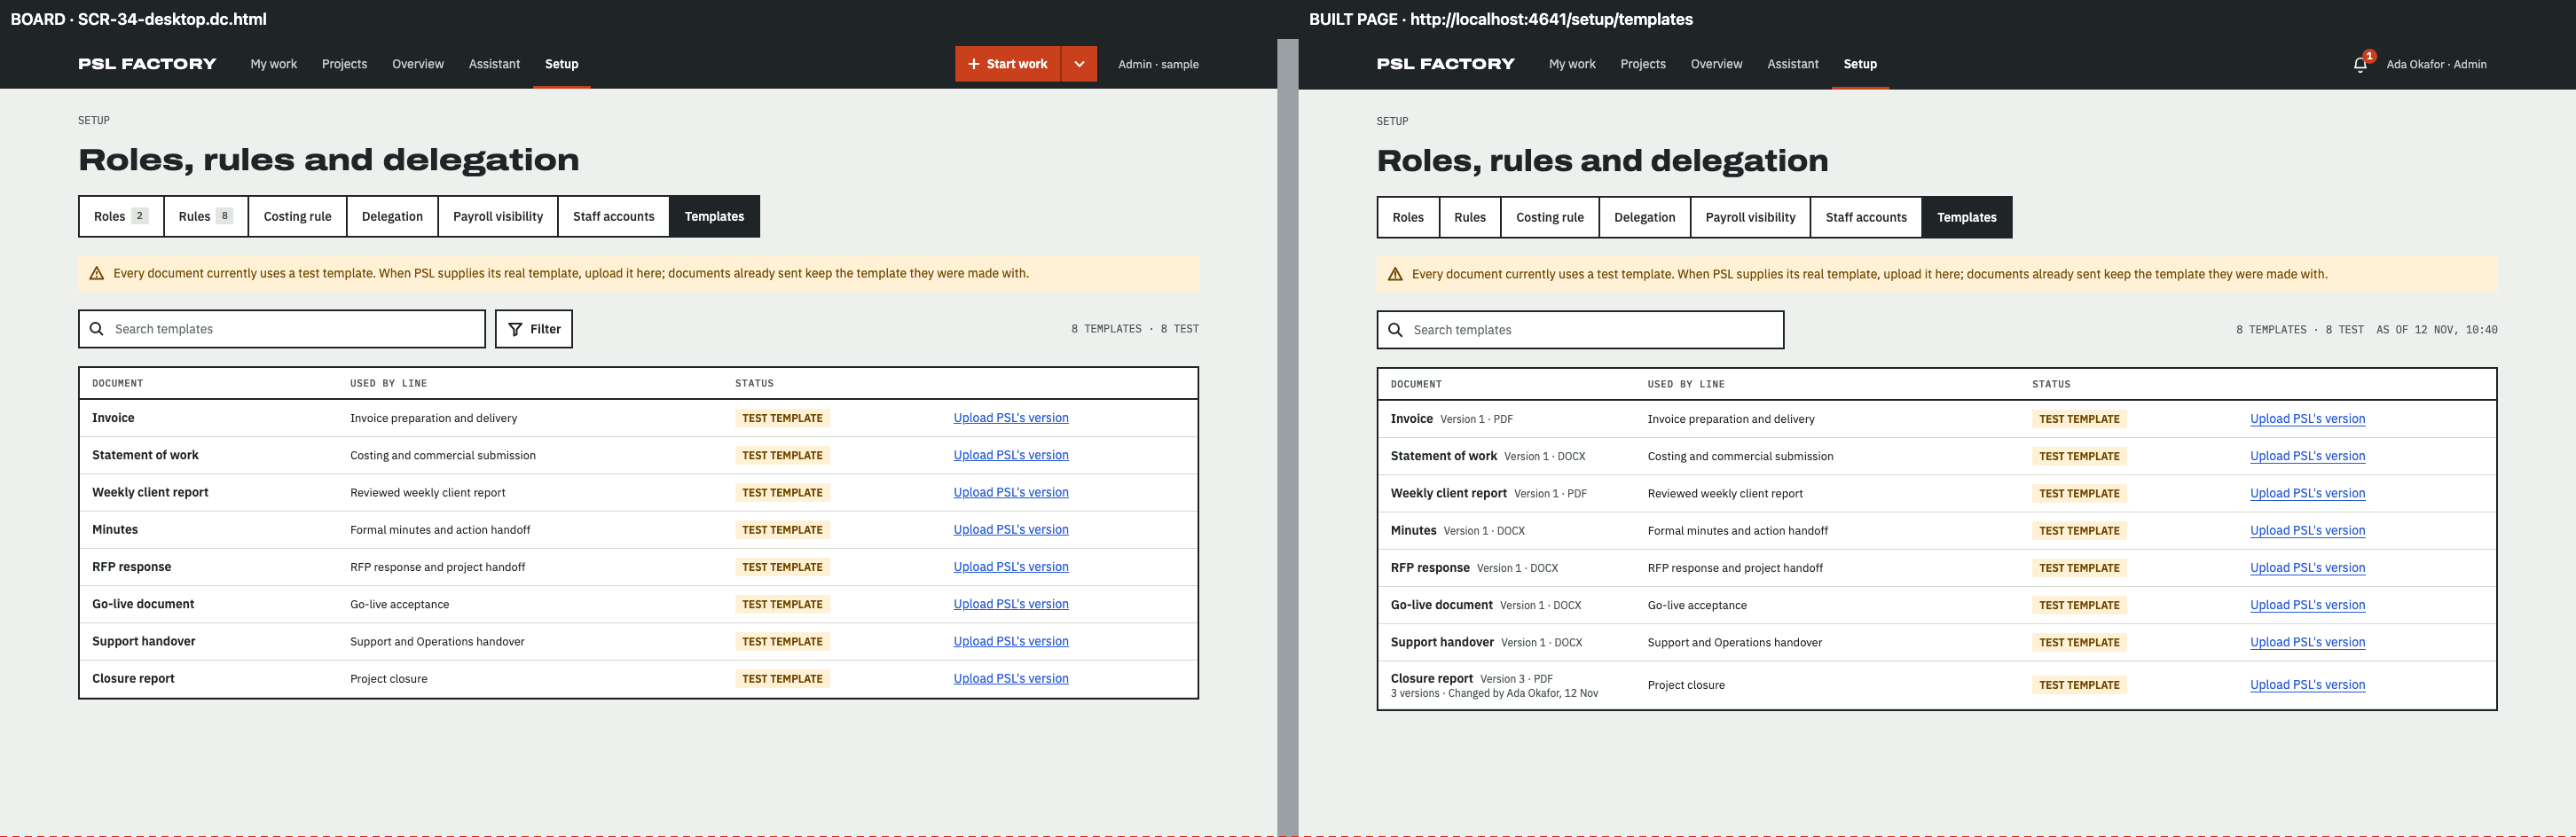 BOARD · SCR-34-desktop.dc.html
PSL FACTORY My work Projects Overview Assistant Setup + Start work Admin · sample
SETUP
Roles, rules and delegation
Roles 2 Rules 8 Costing rule Delegation Payroll visibility Staff accounts Templates
Every document currently uses a test template. When PSL supplies its real template, upload it here; documents already sent keep the template they were made with.
Search templates Filter 8 TEMPLATES · 8 TEST
DOCUMENT USED BY LINE STATUS
Invoice Invoice preparation and delivery TEST TEMPLATE Upload PSL's version
Statement of work Costing and commercial submission TEST TEMPLATE Upload PSL's version
Weekly client report Reviewed weekly client report TEST TEMPLATE Upload PSL's version
Minutes Formal minutes and action handoff TEST TEMPLATE Upload PSL's version
RFP response RFP response and project handoff TEST TEMPLATE Upload PSL's version
Go-live document Go-live acceptance TEST TEMPLATE Upload PSL's version
Support handover Support and Operations handover TEST TEMPLATE Upload PSL's version
Closure report Project closure TEST TEMPLATE Upload PSL's version
BUILT PAGE · http://localhost:4641/setup/templates
PSL FACTORY My work Projects Overview Assistant Setup 1 Ada Okafor · Admin
SETUP
Roles, rules and delegation
Roles Rules Costing rule Delegation Payroll visibility Staff accounts Templates
Every document currently uses a test template. When PSL supplies its real template, upload it here; documents already sent keep the template they were made with.
Search templates 8 TEMPLATES · 8 TEST AS OF 12 NOV, 10:40
DOCUMENT USED BY LINE STATUS
Invoice Version 1 · PDF Invoice preparation and delivery TEST TEMPLATE Upload PSL's version
Statement of work Version 1 · DOCX Costing and commercial submission TEST TEMPLATE Upload PSL's version
Weekly client report Version 1 · PDF Reviewed weekly client report TEST TEMPLATE Upload PSL's version
Minutes Version 1 · DOCX Formal minutes and action handoff TEST TEMPLATE Upload PSL's version
RFP response Version 1 · DOCX RFP response and project handoff TEST TEMPLATE Upload PSL's version
Go-live document Version 1 · DOCX Go-live acceptance TEST TEMPLATE Upload PSL's version
Support handover Version 1 · DOCX Support and Operations handover TEST TEMPLATE Upload PSL's version
Closure report Version 3 · PDF Project closure TEST TEMPLATE Upload PSL's version
3 versions · Changed by Ada Okafor, 12 Nov